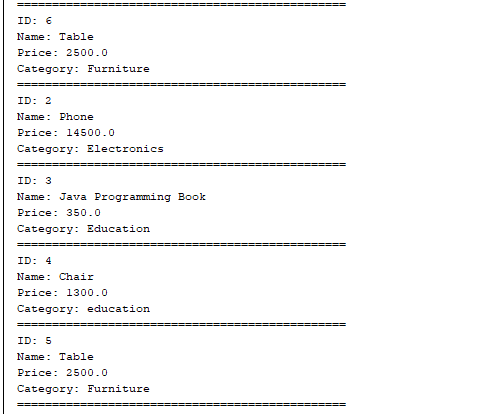 ===============================================
ID: 6
Name: Table
Price: 2500.0
Category: Furniture
===============================================
ID: 2
Name: Phone
Price: 14500.0
Category: Electronics
===============================================
ID: 3
Name: Java Programming Book
Price: 350.0
Category: Education
===============================================
ID: 4
Name: Chair
Price: 1300.0
Category: education
===============================================
ID: 5
Name: Table
Price: 2500.0
Category: Furniture
===============================================